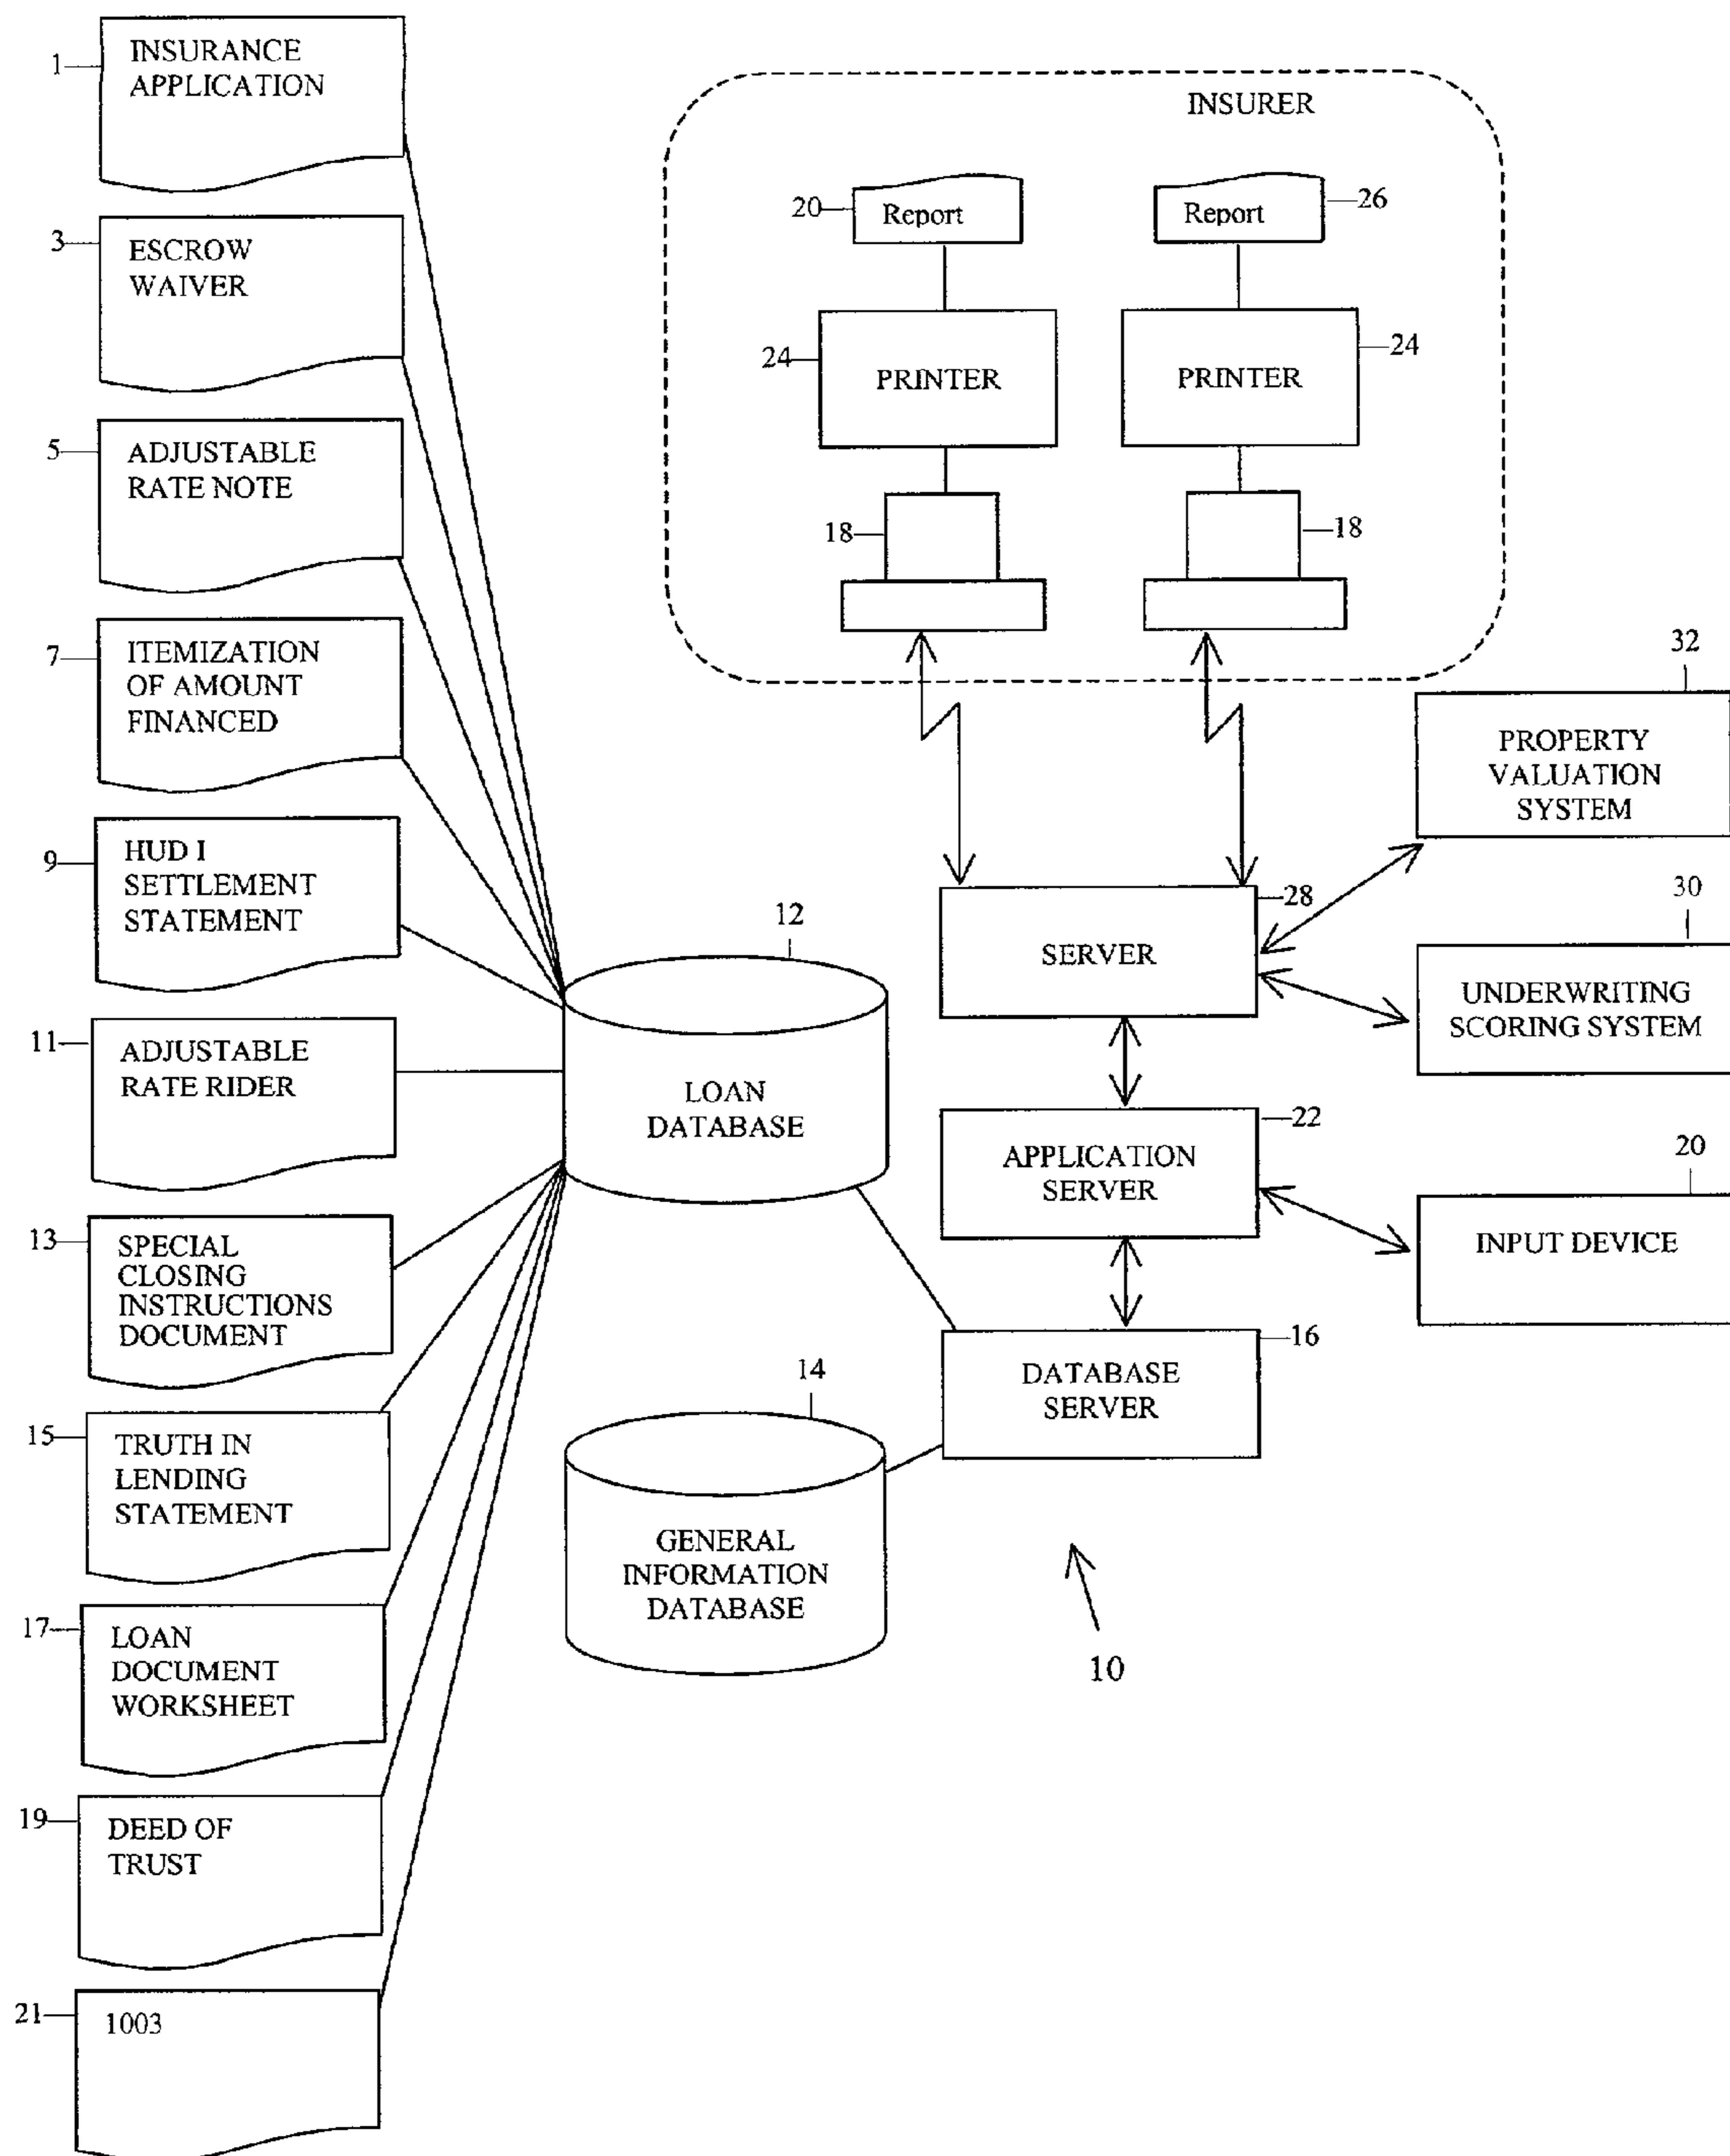 1
INSURANCE
APPLICATION
3
ESCROW
WAIVER
5
ADJUSTABLE
RATE NOTE
7
ITEMIZATION
OF AMOUNT
FINANCED
9
HUD I
SETTLEMENT
STATEMENT
11
ADJUSTABLE
RATE RIDER
13
SPECIAL
CLOSING
INSTRUCTIONS
DOCUMENT
15
TRUTH IN
LENDING
STATEMENT
17
LOAN
DOCUMENT
WORKSHEET
19
DEED OF
TRUST
21
1003
12
LOAN
DATABASE
14
GENERAL
INFORMATION
DATABASE
INSURER
20
Report
Report
26
24
PRINTER
PRINTER
24
18
18
32
PROPERTY
VALUATION
SYSTEM
28
SERVER
30
UNDERWRITING
SCORING SYSTEM
22
APPLICATION
SERVER
20
INPUT DEVICE
16
DATABASE
SERVER
10